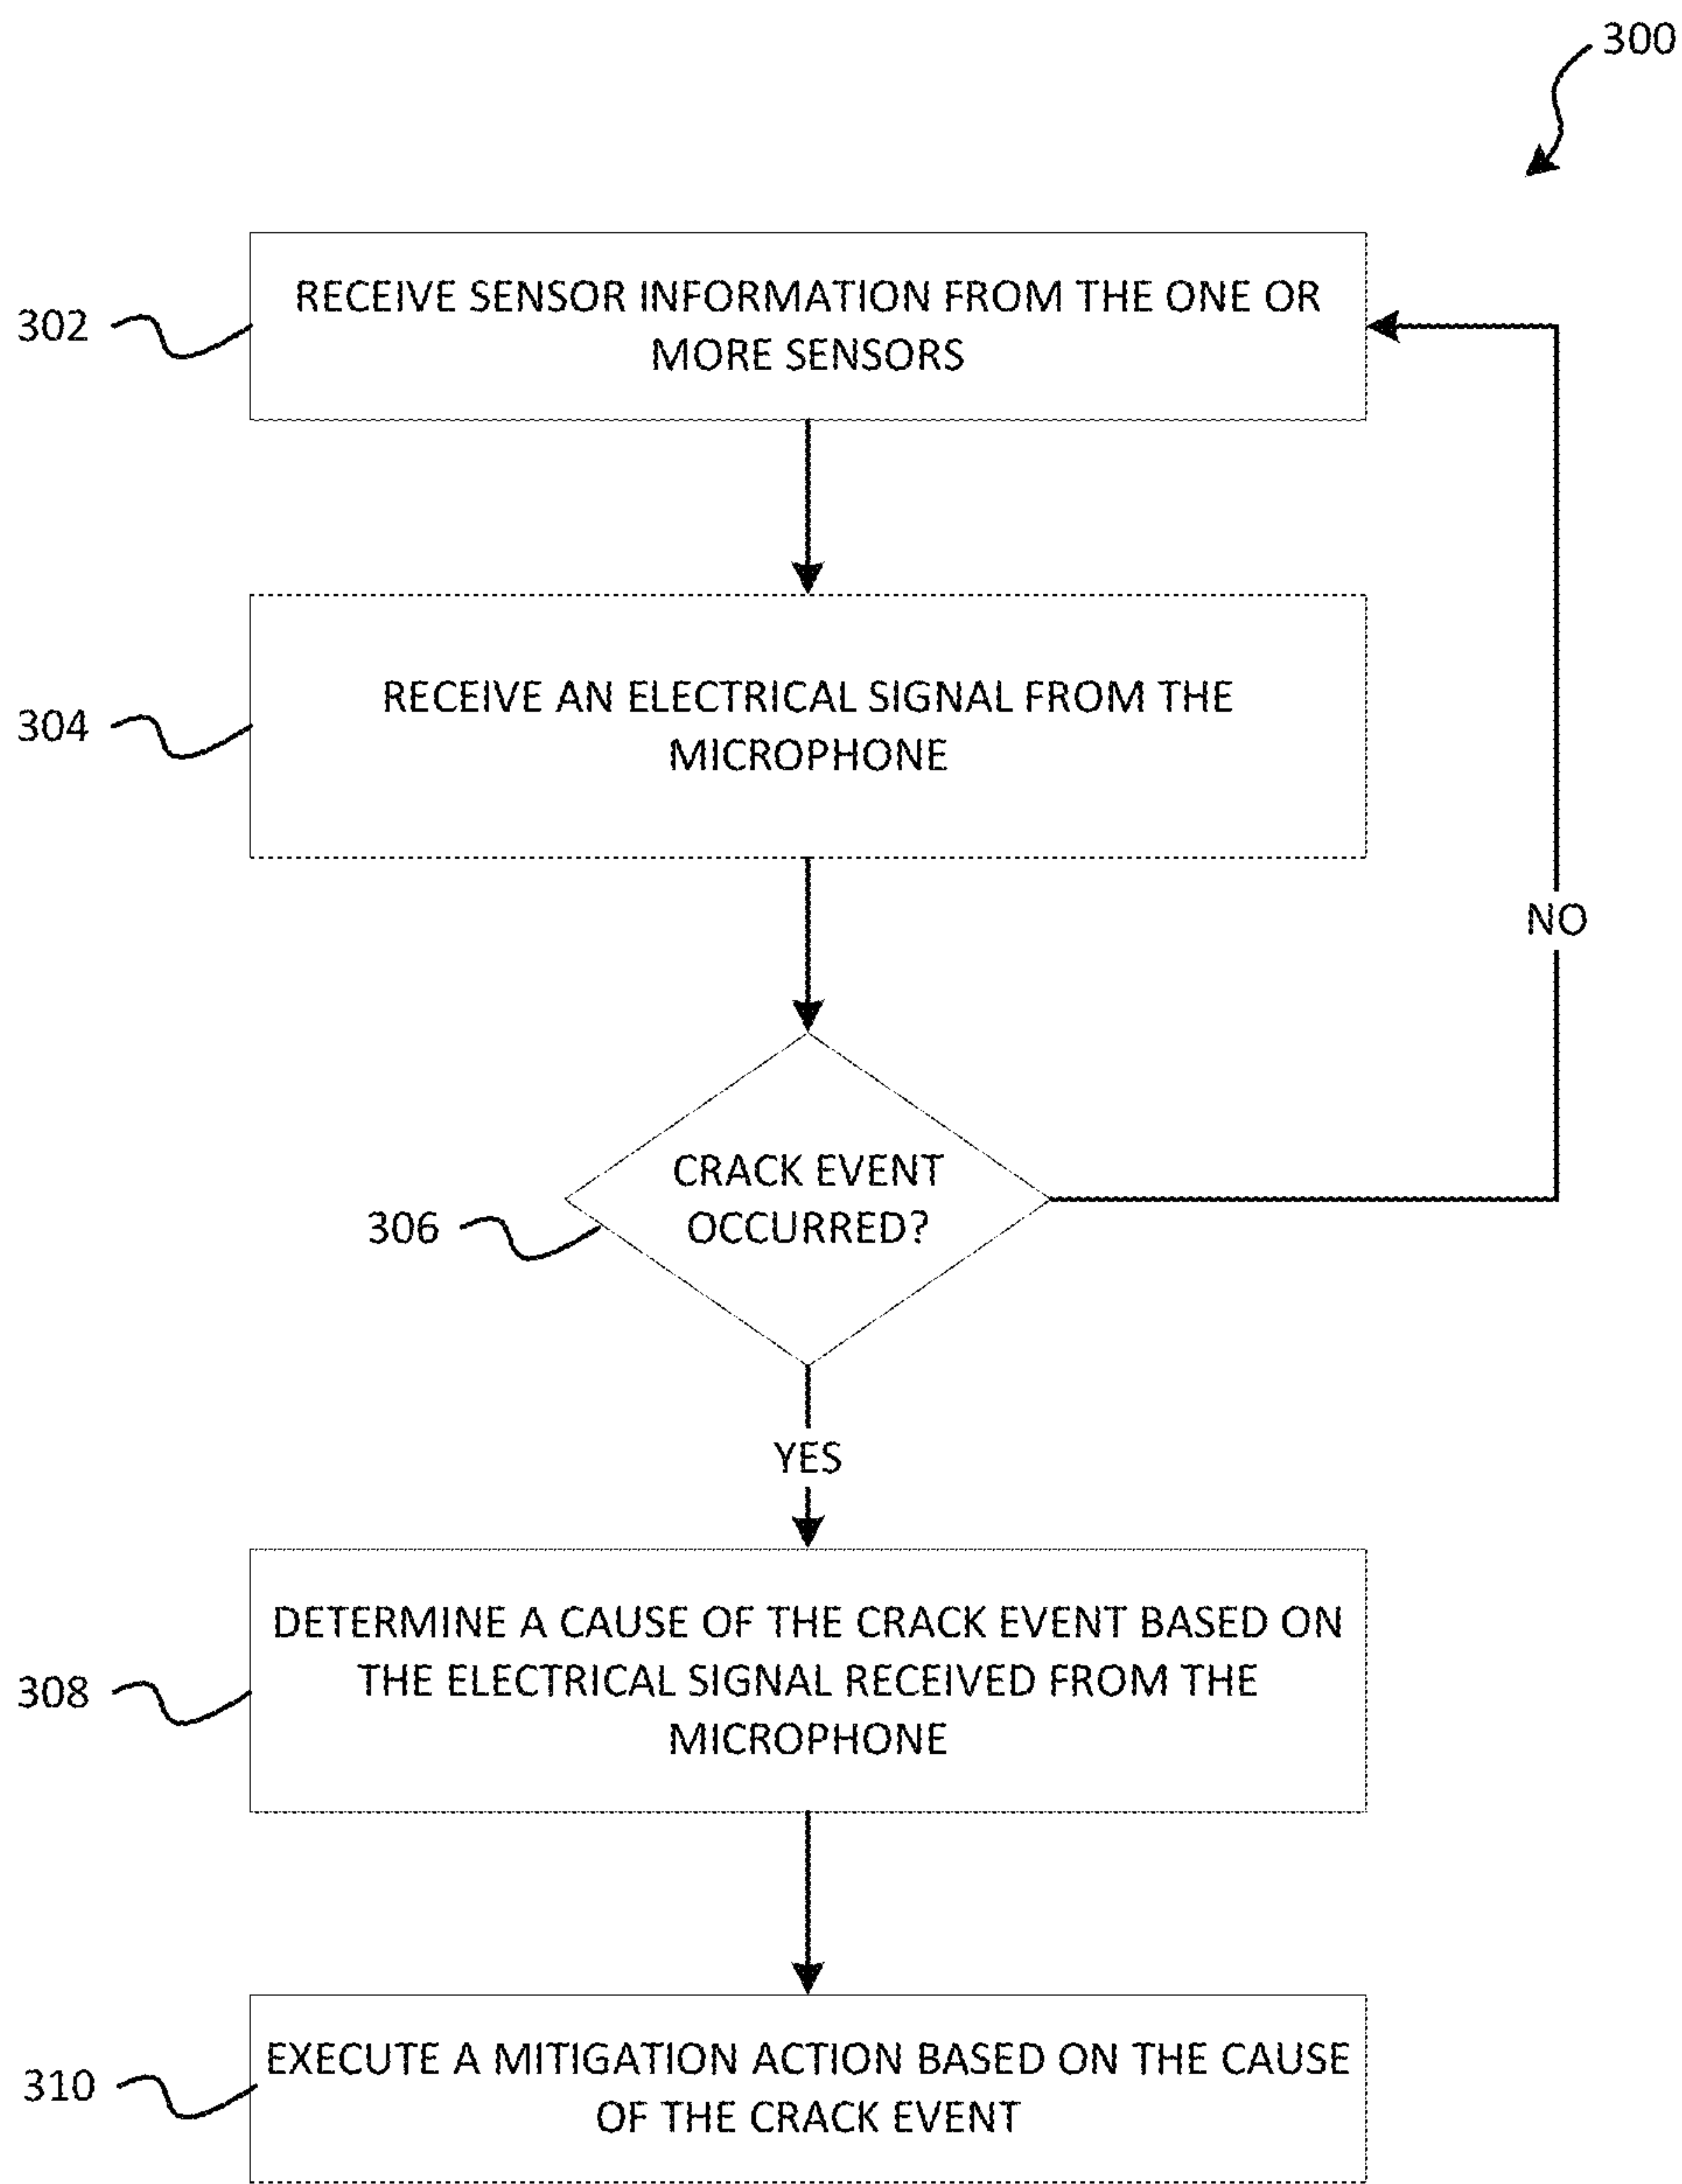 300
302
RECEIVE SENSOR INFORMATION FROM THE ONE OR
MORE SENSORS
304
RECEIVE AN ELECTRICAL SIGNAL FROM THE
MICROPHONE
NO
306
CRACK EVENT
OCCURRED?
YES
308
DETERMINE A CAUSE OF THE CRACK EVENT BASED ON
THE ELECTRICAL SIGNAL RECEIVED FROM THE
MICROPHONE
310
EXECUTE A MITIGATION ACTION BASED ON THE CAUSE
OF THE CRACK EVENT